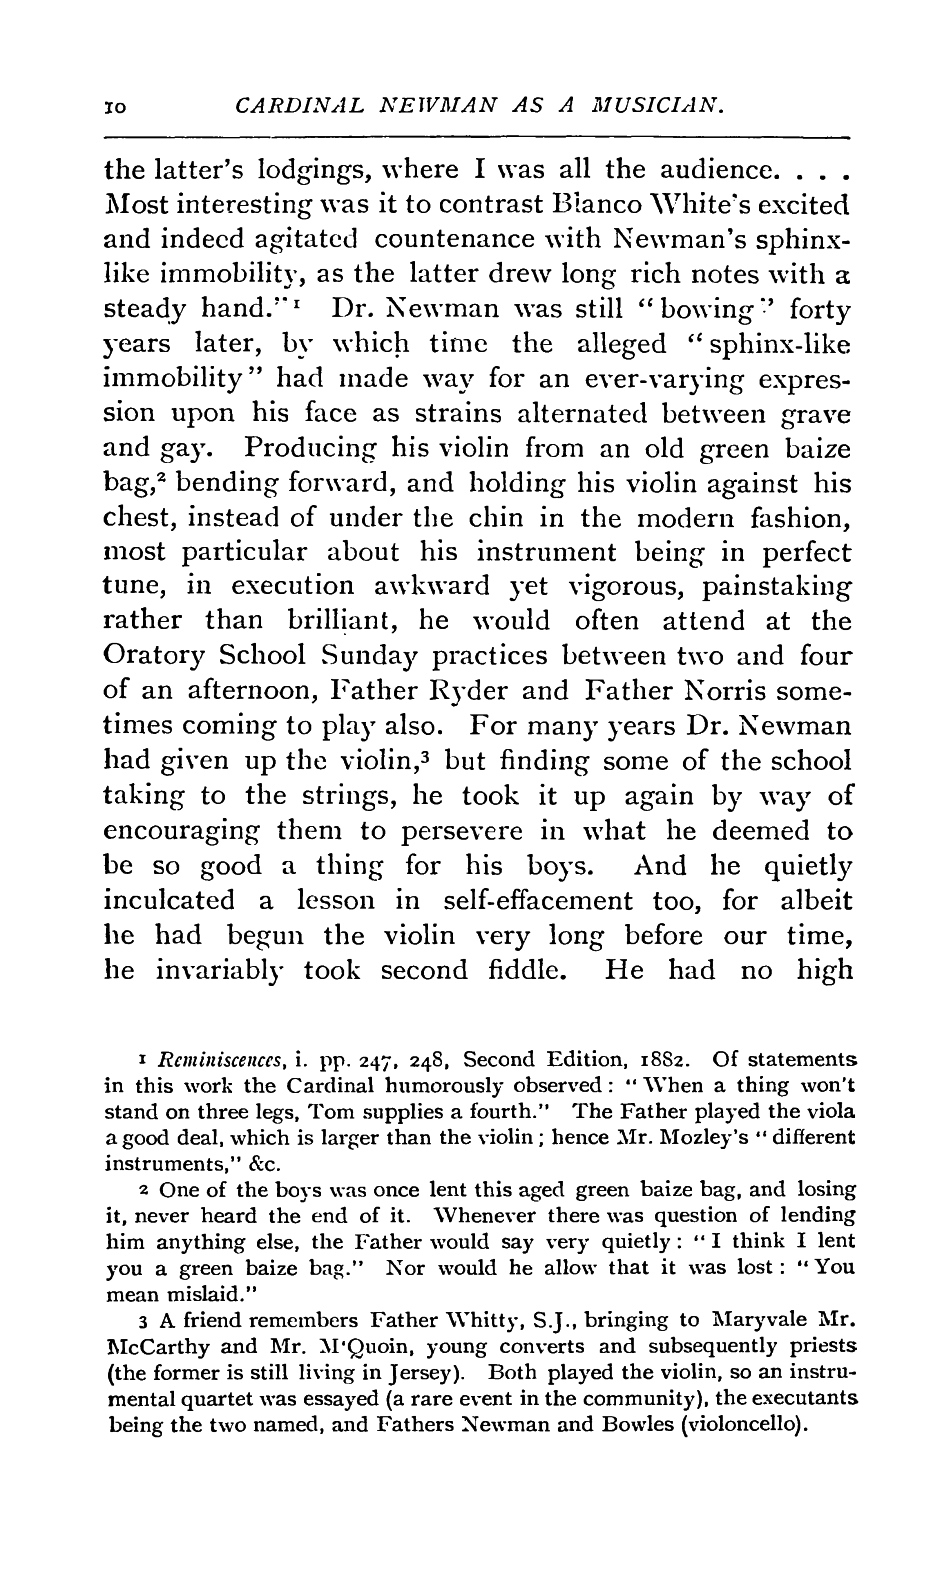 10 CARDINAL NEWMAN AS A MUSICIAN.
the latter's lodgings, where I was all the audience. . . .
Most interesting was it to contrast Blanco White's excited
and indeed agitated countenance with Newman's sphinx-
like immobility, as the latter drew long rich notes with a
steady hand."¹ Dr. Newman was still "bowing" forty
years later, by which time the alleged "sphinx-like
immobility" had made way for an ever-varying expres-
sion upon his face as strains alternated between grave
and gay. Producing his violin from an old green baize
bag,² bending forward, and holding his violin against his
chest, instead of under the chin in the modern fashion,
most particular about his instrument being in perfect
tune, in execution awkward yet vigorous, painstaking
rather than brilliant, he would often attend at the
Oratory School Sunday practices between two and four
of an afternoon, Father Ryder and Father Norris some-
times coming to play also. For many years Dr. Newman
had given up the violin,³ but finding some of the school
taking to the strings, he took it up again by way of
encouraging them to persevere in what he deemed to
be so good a thing for his boys. And he quietly
inculcated a lesson in self-effacement too, for albeit
he had begun the violin very long before our time,
he invariably took second fiddle. He had no high
1 Reminiscences, i. pp. 247, 248, Second Edition, 1882. Of statements
in this work the Cardinal humorously observed : "When a thing won't
stand on three legs, Tom supplies a fourth." The Father played the viola
a good deal, which is larger than the violin ; hence Mr. Mozley's "different
instruments," &c.
2 One of the boys was once lent this aged green baize bag, and losing
it, never heard the end of it. Whenever there was question of lending
him anything else, the Father would say very quietly : "I think I lent
you a green baize bag." Nor would he allow that it was lost : "You
mean mislaid."
3 A friend remembers Father Whitty, S.J., bringing to Maryvale Mr.
McCarthy and Mr. M'Quoin, young converts and subsequently priests
(the former is still living in Jersey). Both played the violin, so an instru-
mental quartet was essayed (a rare event in the community), the executants
being the two named, and Fathers Newman and Bowles (violoncello).